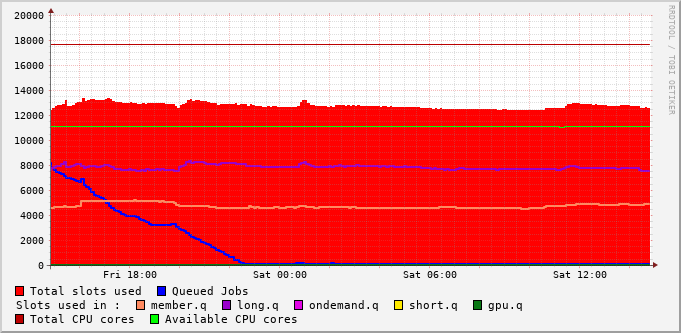 RRDTOOL / TOBI OETIKER
20000
18000
16000
14000
12000
10000
8000
6000
4000
2000
0
Fri 18:00 Sat 00:00 Sat 06:00 Sat 12:00
Total slots used Queued Jobs
Slots used in : member.q long.q ondemand.q short.q gpu.q
Total CPU cores Available CPU cores